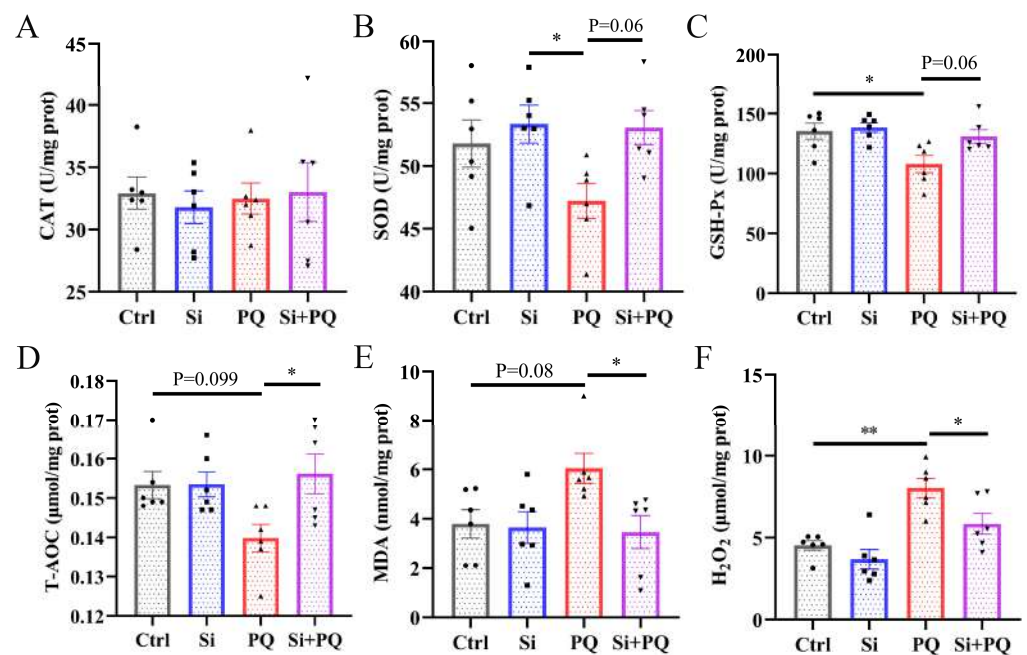 A
CAT (U/mg prot)
45
40
35
30
25
Ctrl Si PQ Si+PQ
B
SOD (U/mg prot)
60
55
50
45
40
*
P=0.06
Ctrl Si PQ Si+PQ
C
GSH-Px (U/mg prot)
200
150
100
50
0
*
P=0.06
Ctrl Si PQ Si+PQ
D
T-AOC (μmol/mg prot)
0.18
0.17
0.16
0.15
0.14
0.13
0.12
P=0.099
*
Ctrl Si PQ Si+PQ
E
MDA (nmol/mg prot)
10
8
6
4
2
0
P=0.08
*
Ctrl Si PQ Si+PQ
F
H2O2 (μmol/mg prot)
15
10
5
0
**
*
Ctrl Si PQ Si+PQ